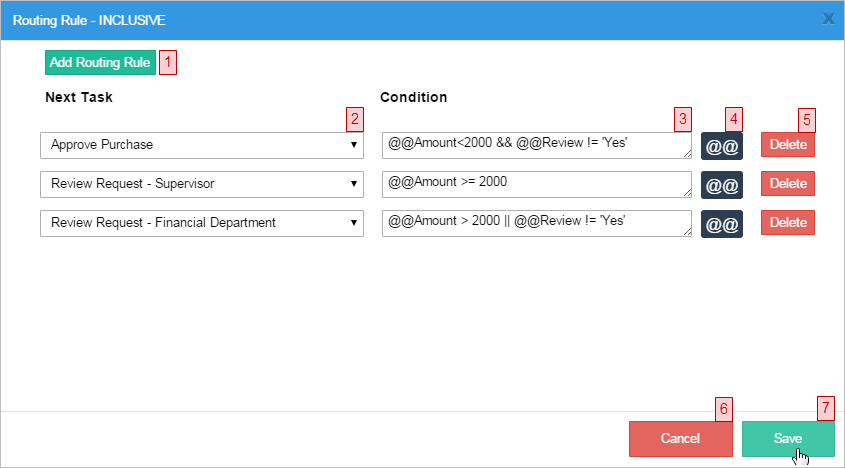 Routing Rule - INCLUSIVE x
Add Routing Rule 1
Next Task Condition
2 3 4 5
Approve Purchase @@Amount<2000 && @@Review != 'Yes' @@ Delete
Review Request - Supervisor @@Amount >= 2000 @@ Delete
Review Request - Financial Department @@Amount > 2000 || @@Review != 'Yes' @@ Delete
6 7
Cancel Save